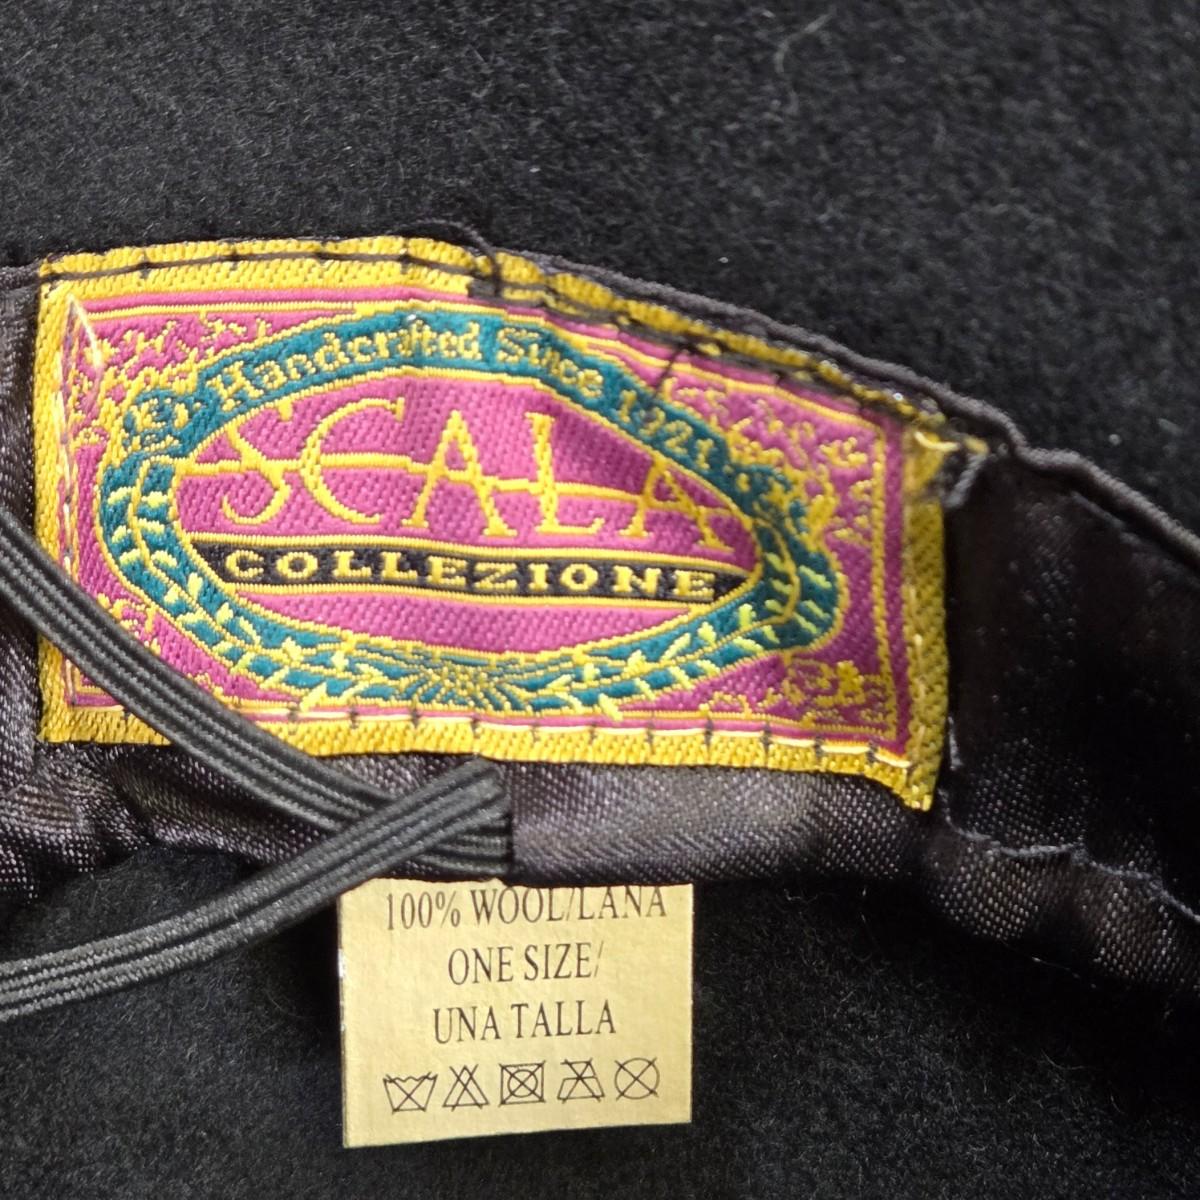 Handcrafted Since 1921
SCALA
COLLEZIONE
100% WOOL/LANA
ONE SIZE/
UNA TALLA